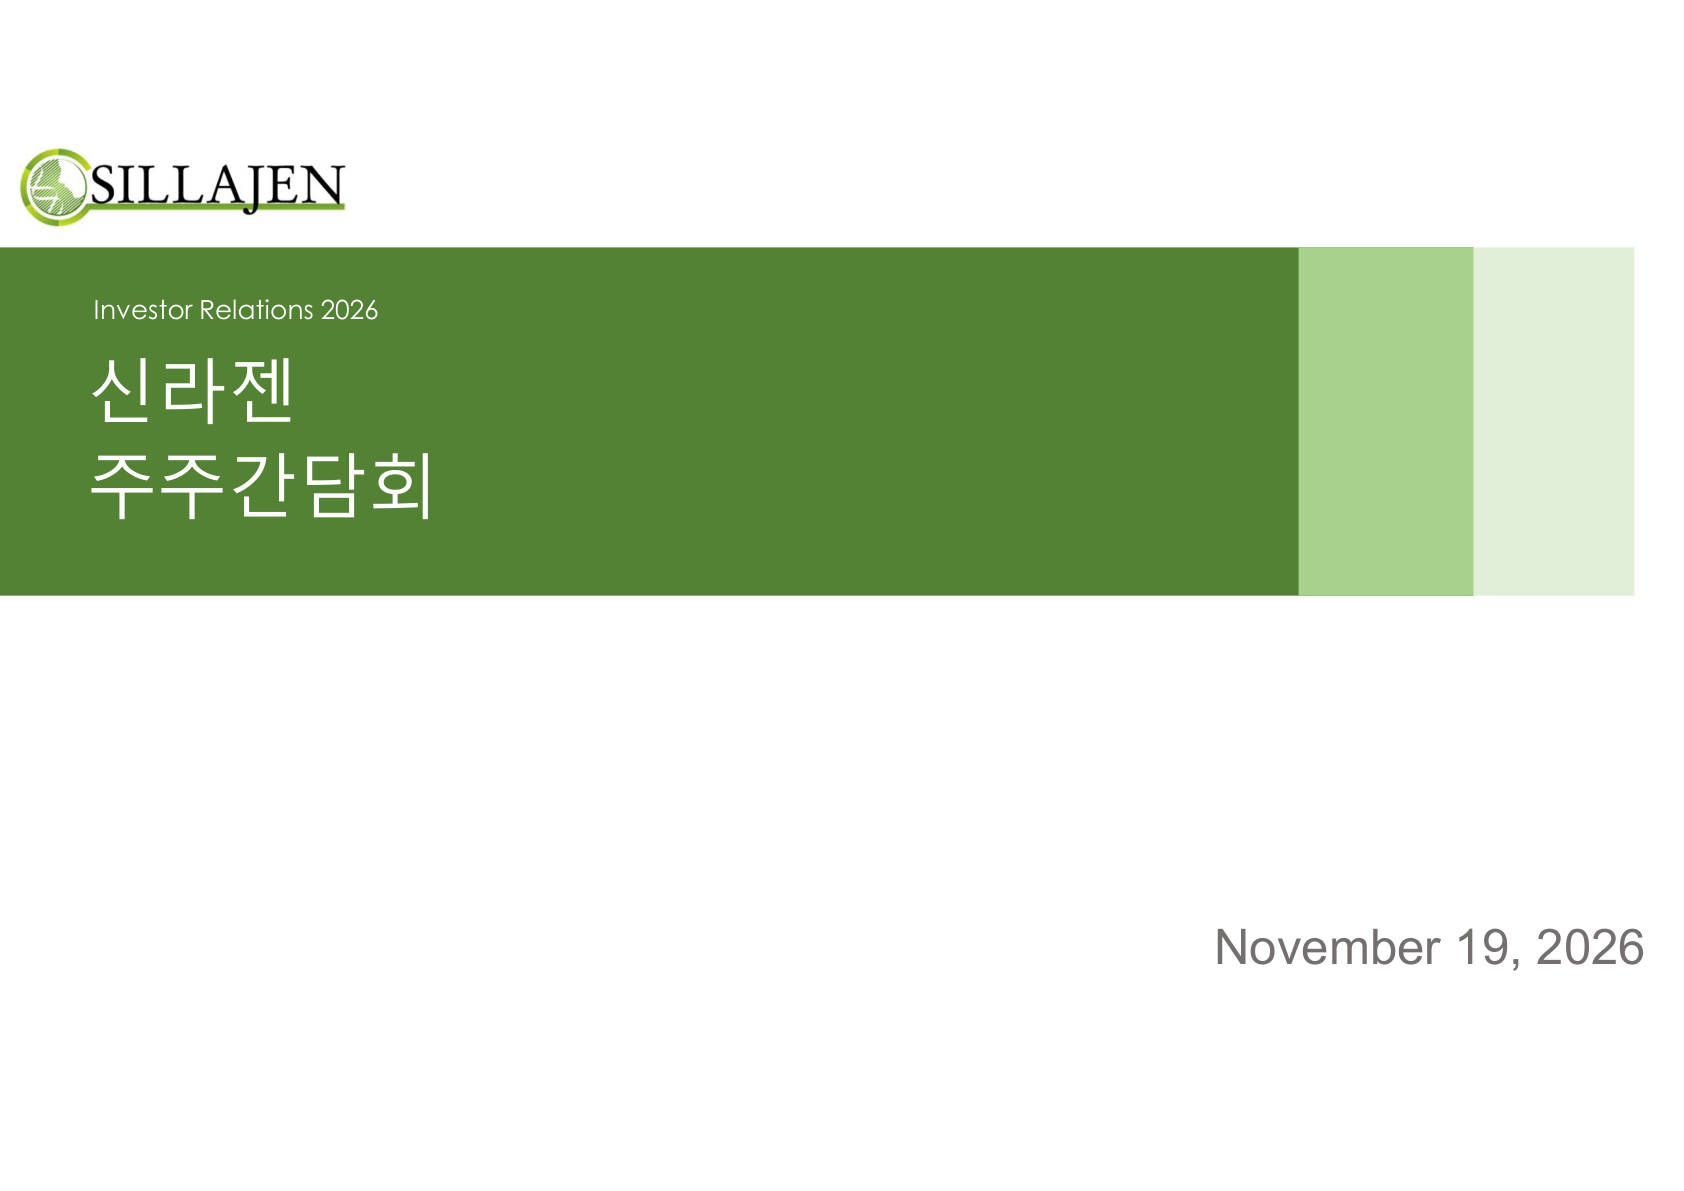 SILLAJEN
Investor Relations 2026
신라젠
주주간담회
November 19, 2026